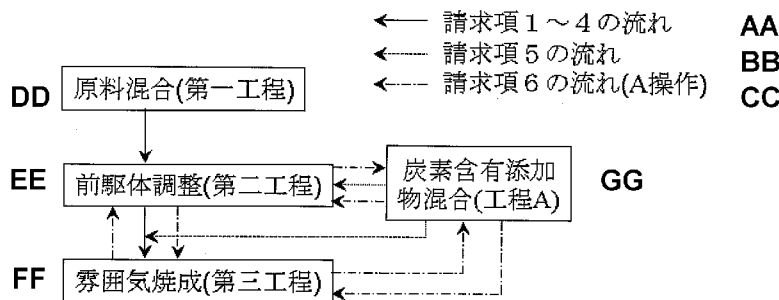 請求項1～4の流れ AA
請求項5の流れ BB
請求項6の流れ(A操作) CC
DD 原料混合(第一工程)
EE 前駆体調整(第二工程)
炭素含有添加
物混合(工程A)
GG
FF 雰囲気焼成(第三工程)